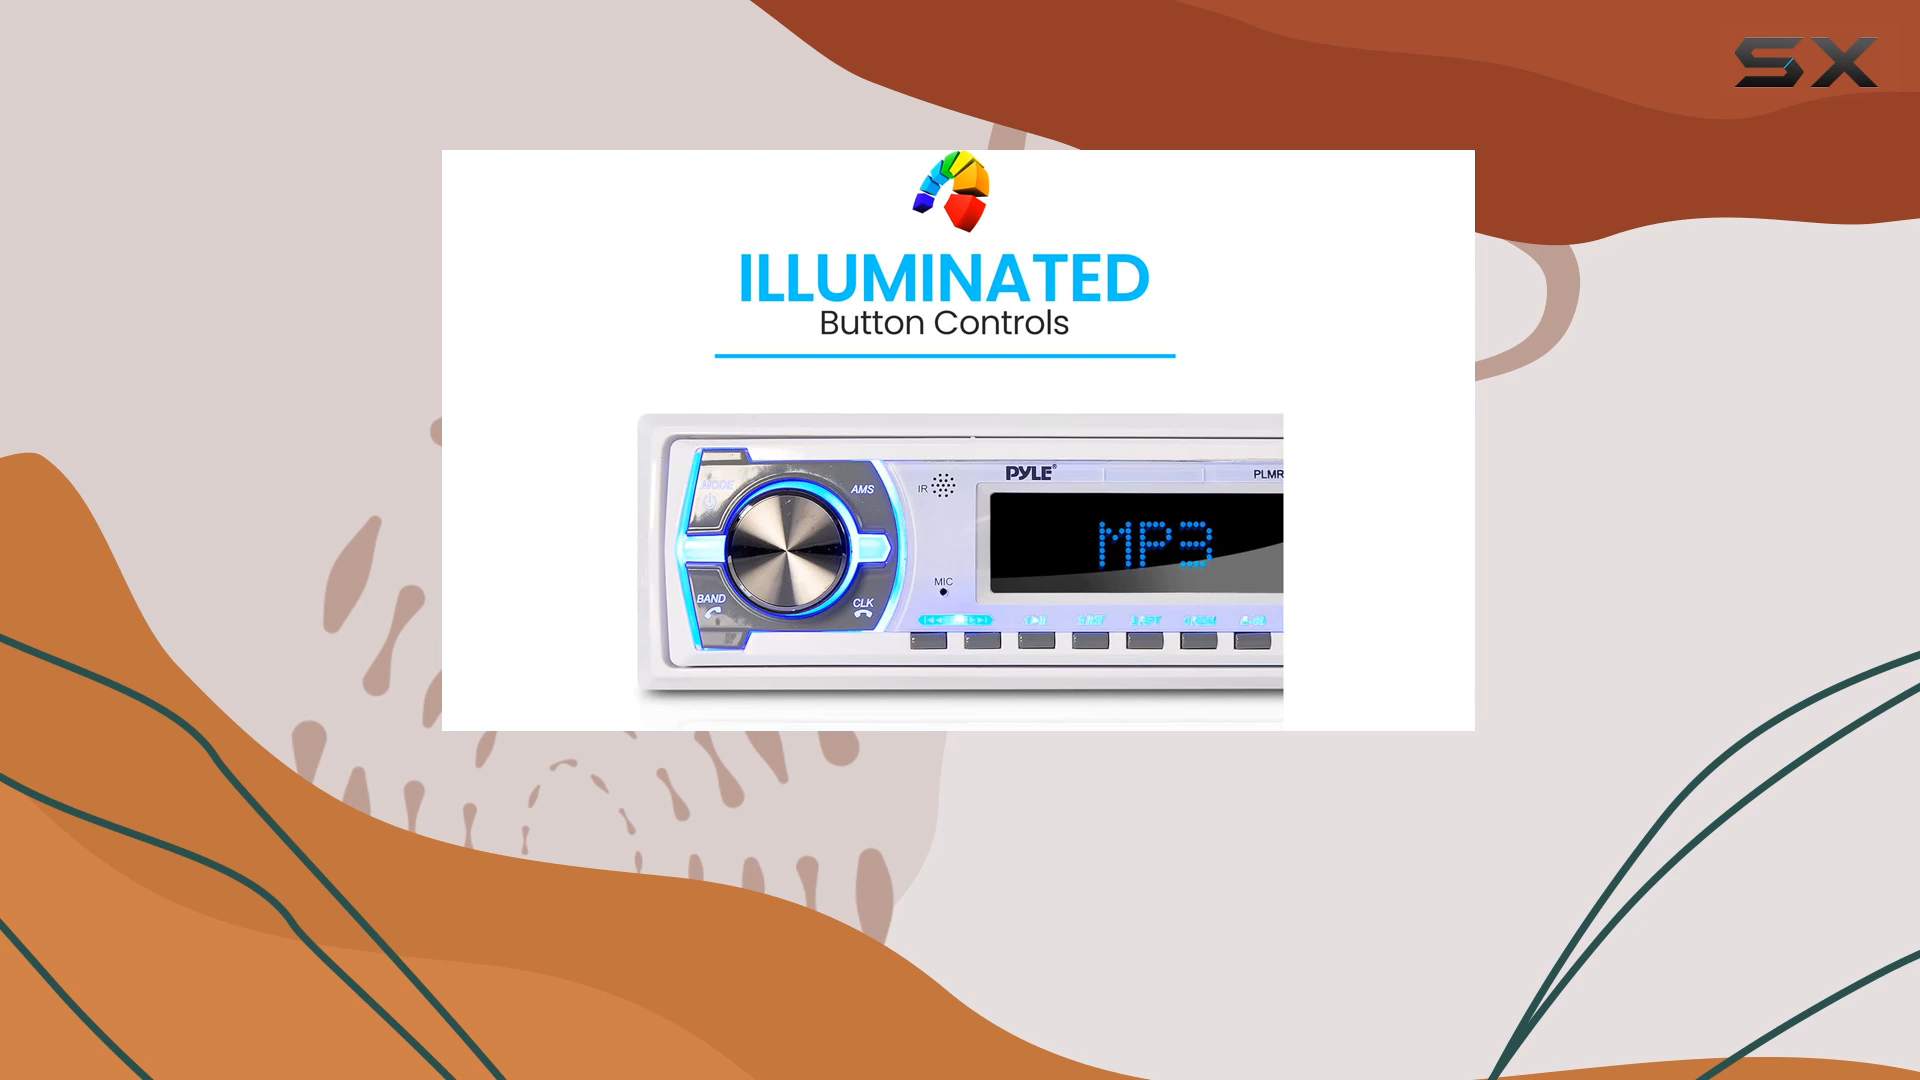 SX
ILLUMINATED
Button Controls
PYLE®
PLMR
MODE
AMS
IR
MP3
MIC
BAND
CLK